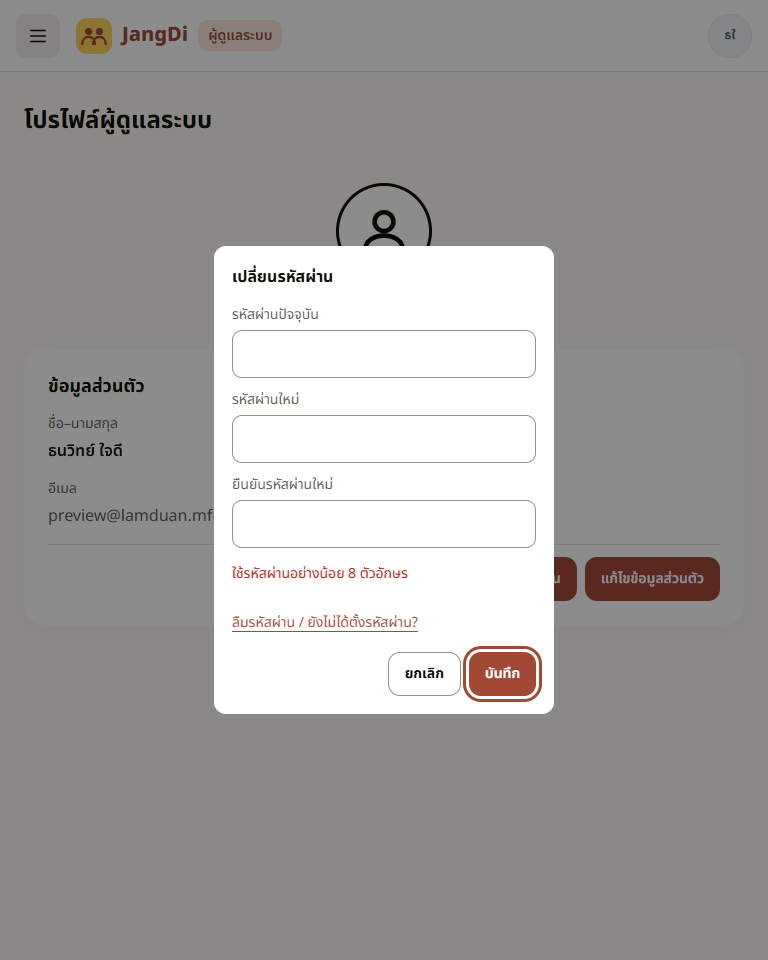 JangDi
ผู้ดูแลระบบ
ธใ
โปรไฟล์ผู้ดูแลระบบ
ข้อมูลส่วนตัว
ชื่อ–นามสกุล
ธนวิทย์ ใจดี
อีเมล
preview@lamduan.mf
แก้ไขข้อมูลส่วนตัว
เปลี่ยนรหัสผ่าน
รหัสผ่านปัจจุบัน
รหัสผ่านใหม่
ยืนยันรหัสผ่านใหม่
ใช้รหัสผ่านอย่างน้อย 8 ตัวอักษร
ลืมรหัสผ่าน / ยังไม่ได้ตั้งรหัสผ่าน?
ยกเลิก
บันทึก